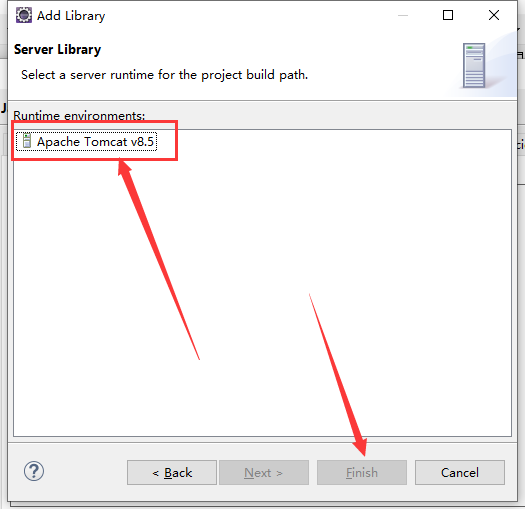 Add Library
Server Library
Select a server runtime for the project build path.
Runtime environments:
Apache Tomcat v8.5
< Back
Next >
Finish
Cancel